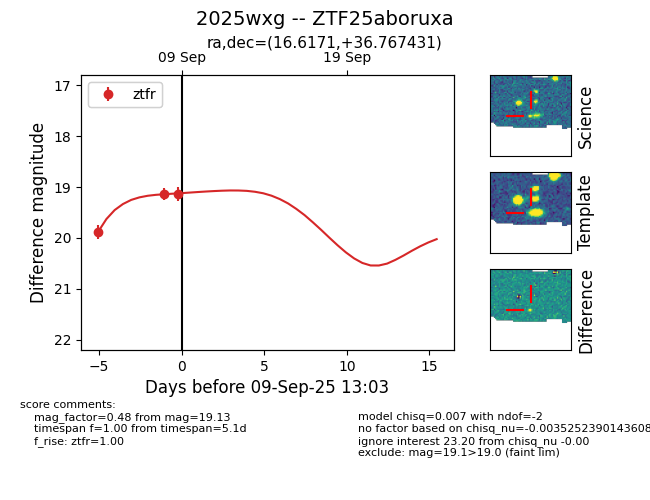 2025wxg -- ZTF25aboruxa
ra,dec=(16.6171,+36.767431)
09 Sep
19 Sep
ztfr
17
18
19
20
21
22
Difference magnitude
−5
0
5
10
15
Days before 09-Sep-25 13:03
Science
Template
Difference
score comments:
mag_factor=0.48 from mag=19.13
timespan f=1.00 from timespan=5.1d
f_rise: ztfr=1.00
model chisq=0.007 with ndof=-2
no factor based on chisq_nu=-0.0035252390143608
ignore interest 23.20 from chisq_nu -0.00
exclude: mag=19.1>19.0 (faint lim)